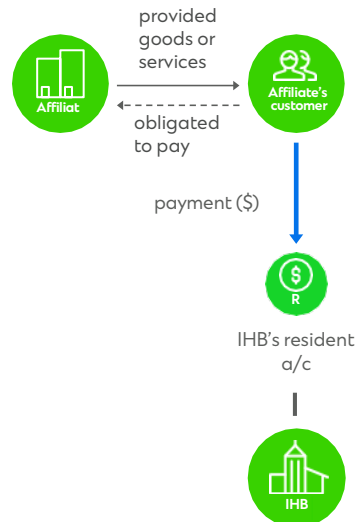 provided
goods or
services
Affiliat
Affiliate's
customer
obligated
to pay
payment ($)
$
R
IHB's resident
a/c
IHB